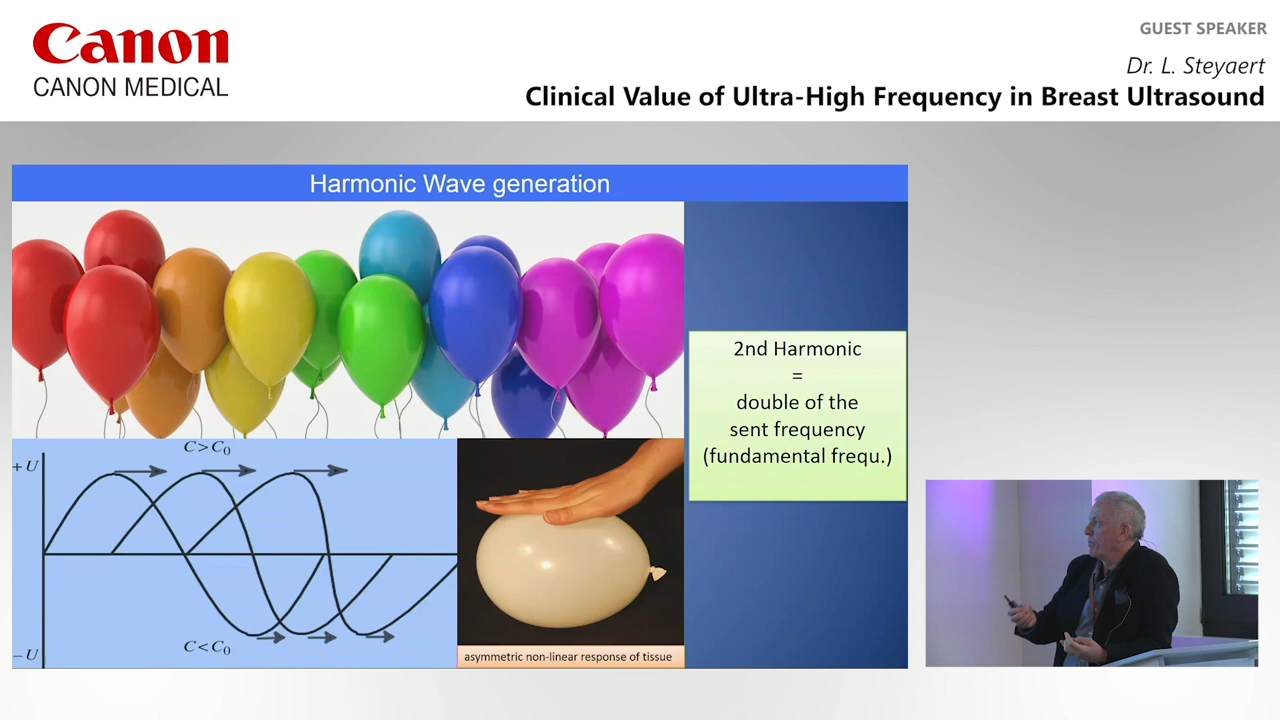 Canon
CANON MEDICAL
GUEST SPEAKER
Dr. L. Steyaert
Clinical Value of Ultra-High Frequency in Breast Ultrasound
Harmonic Wave generation
2nd Harmonic
=
double of the
sent frequency
(fundamental frequ.)
C>C₀
+U
C<C₀
−U
asymmetric non-linear response of tissue